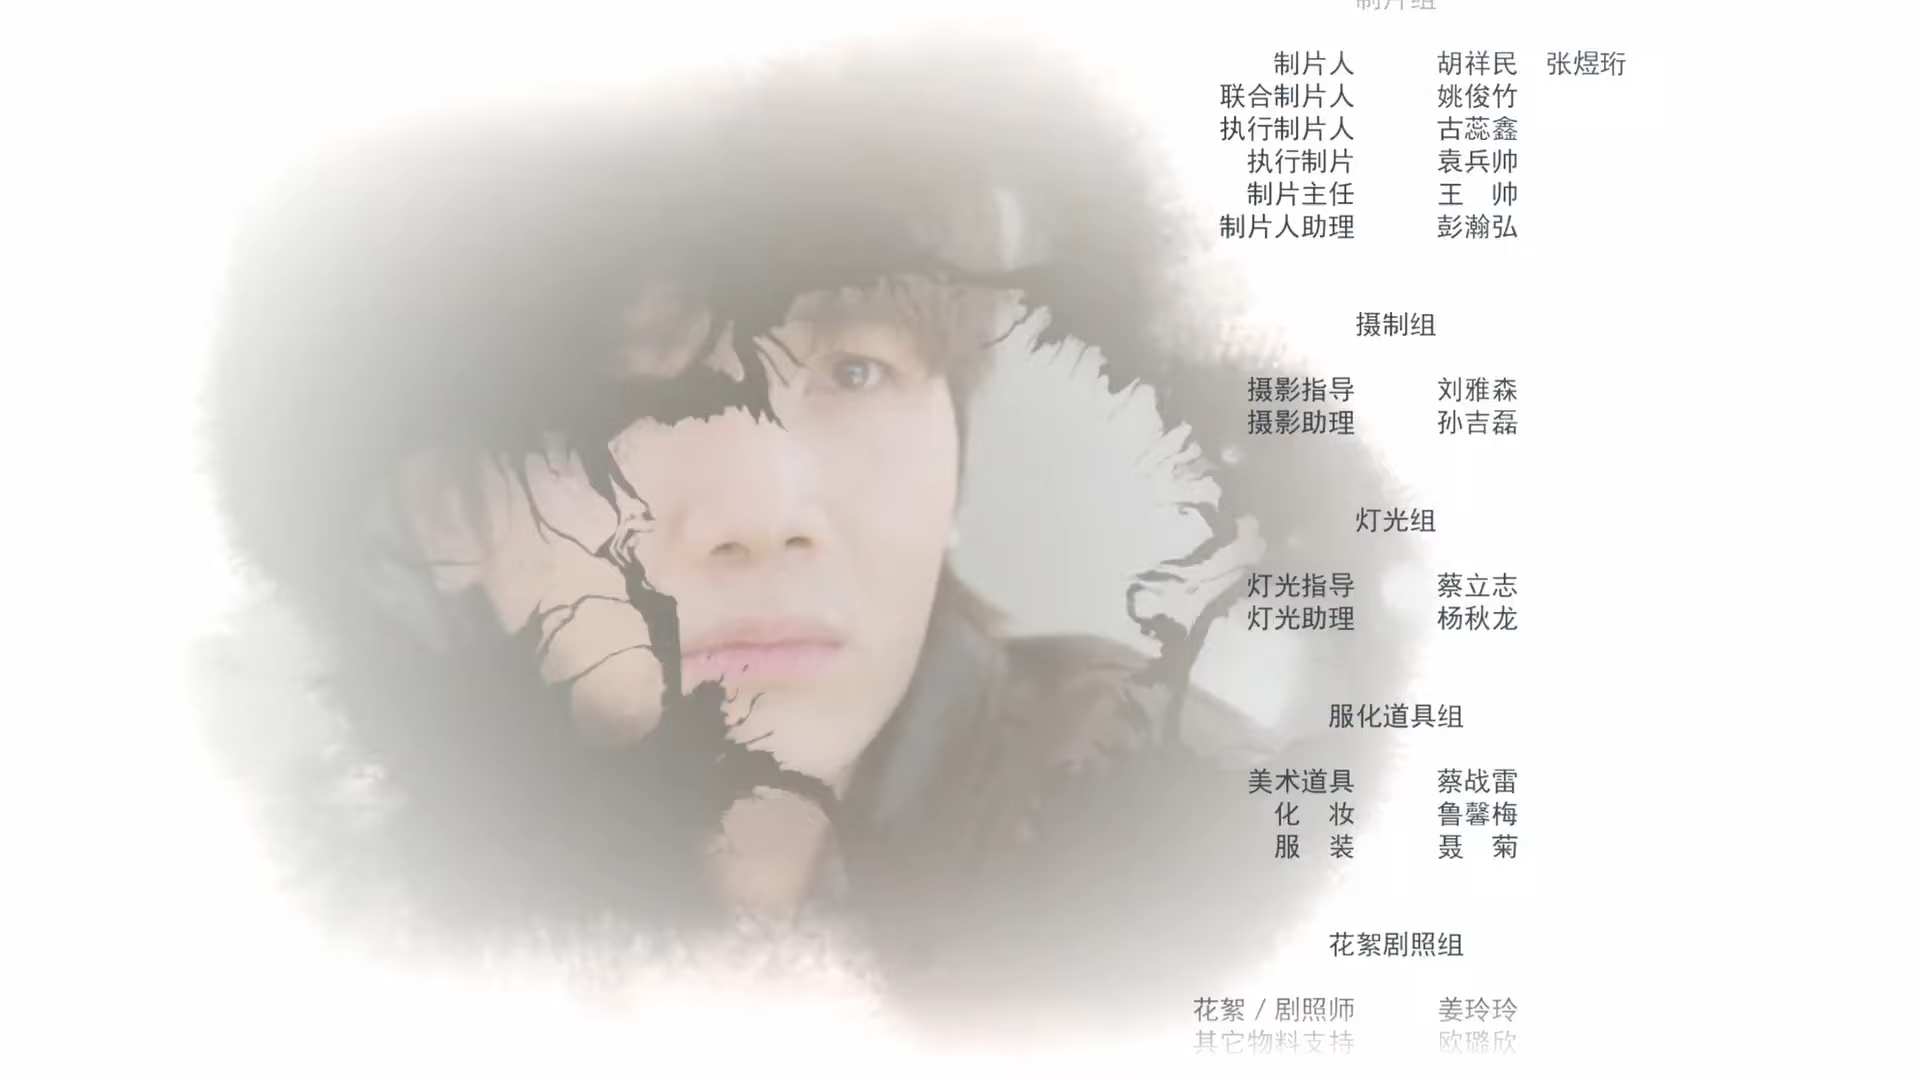 制片组
制片人 胡祥民 张煜珩
联合制片人 姚俊竹
执行制片人 古蕊鑫
执行制片 袁兵帅
制片主任 王 帅
制片人助理 彭瀚弘
摄制组
摄影指导 刘雅森
摄影助理 孙吉磊
灯光组
灯光指导 蔡立志
灯光助理 杨秋龙
服化道具组
美术道具 蔡战雷
化 妆 鲁馨梅
服 装 聂 菊
花絮剧照组
花絮 / 剧照师 姜玲玲
其它物料支持 欧璐欣